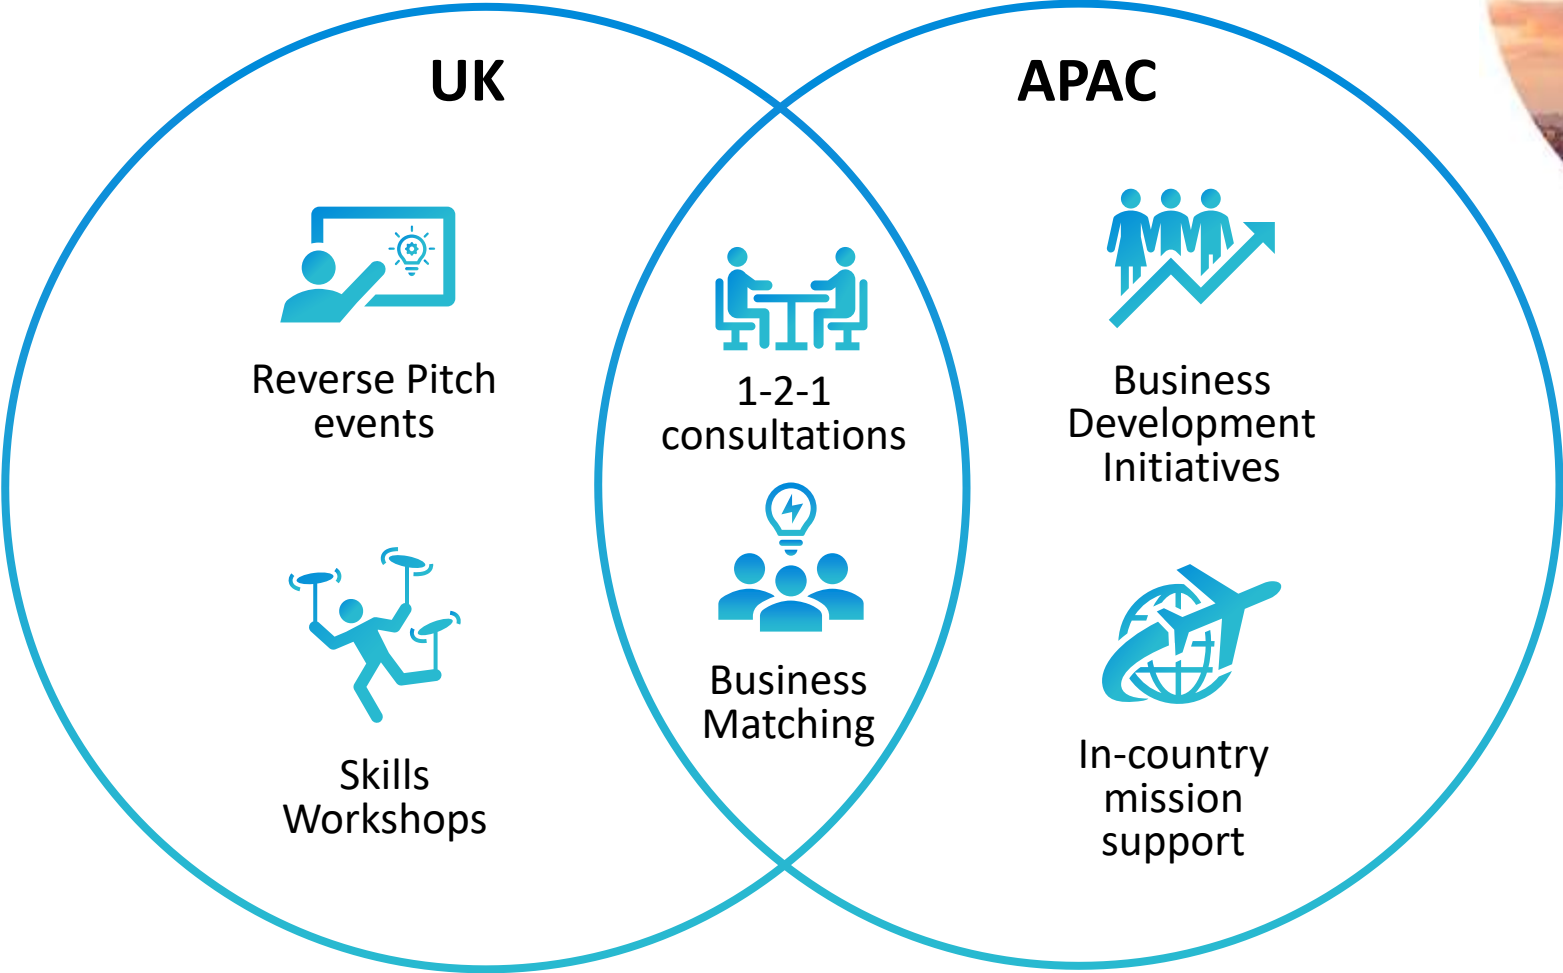 UK
APAC
Reverse Pitch
events
1-2-1
consultations
Business
Development
Initiatives
Skills
Workshops
Business
Matching
In-country
mission
support